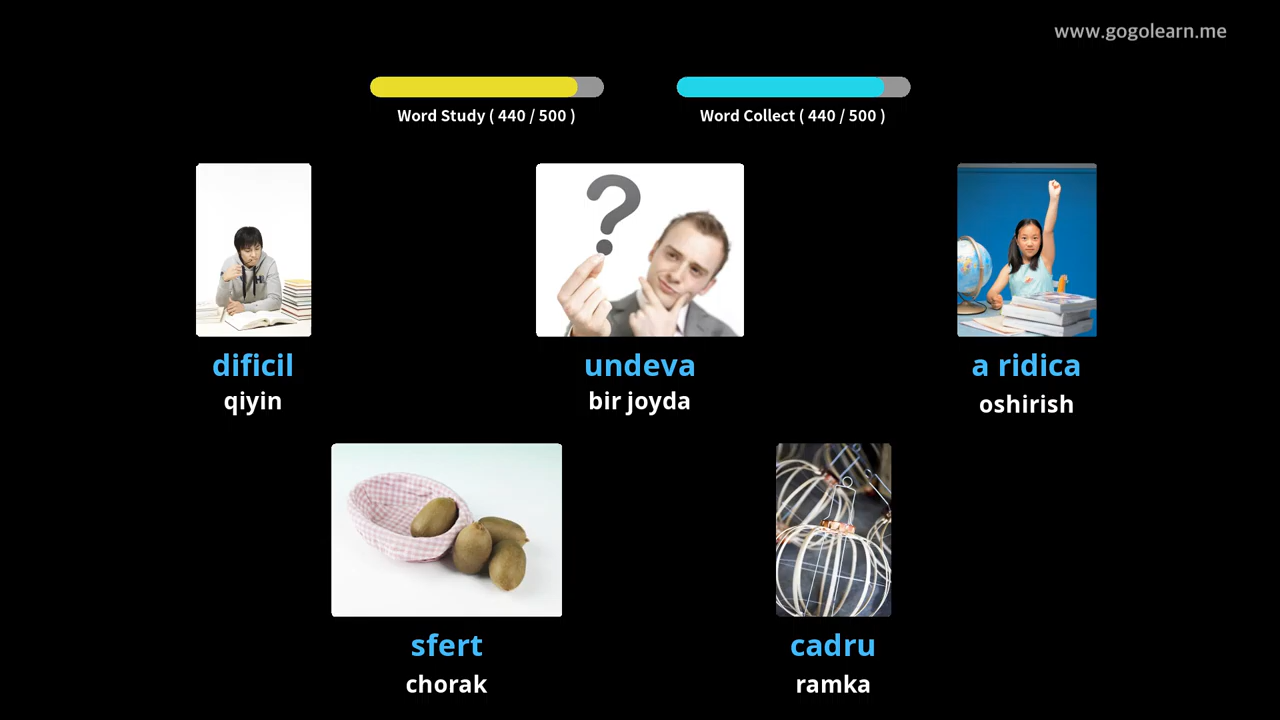 www.gogolearn.me
Word Study ( 440 / 500 )
Word Collect ( 440 / 500 )
dificil
qiyin
undeva
bir joyda
a ridica
oshirish
sfert
chorak
cadru
ramka